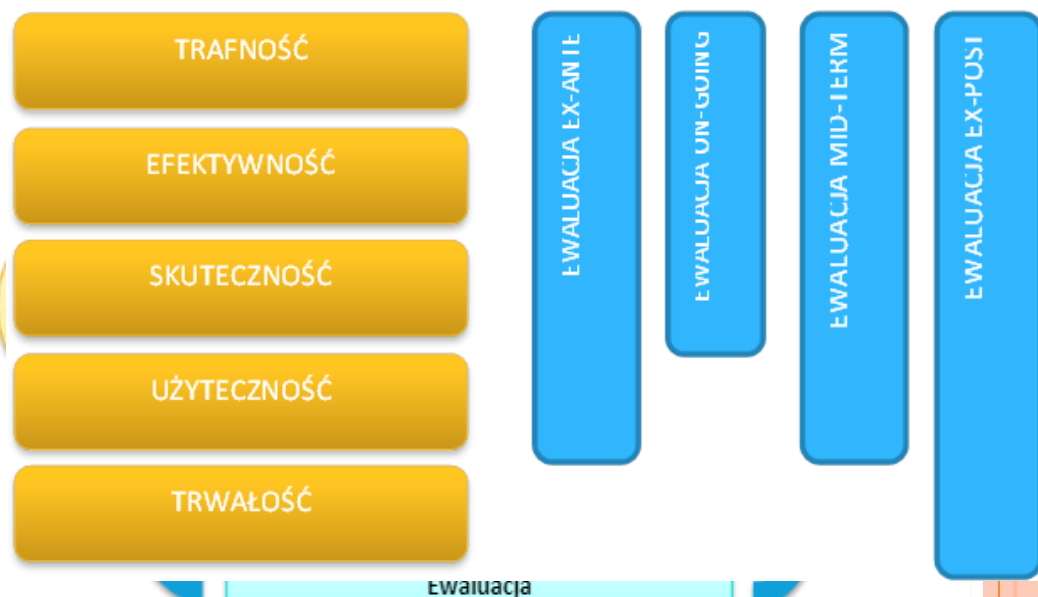 TRAFNOŚĆ
EFEKTYWNOŚĆ
SKUTECZNOŚĆ
UŻYTECZNOŚĆ
TRWAŁOŚĆ
EWALUACJA EX-ANTE
EWALUACJA ON-GOING
EWALUACJA MID-TERM
EWALUACJA EX-POST
Ewaluacja